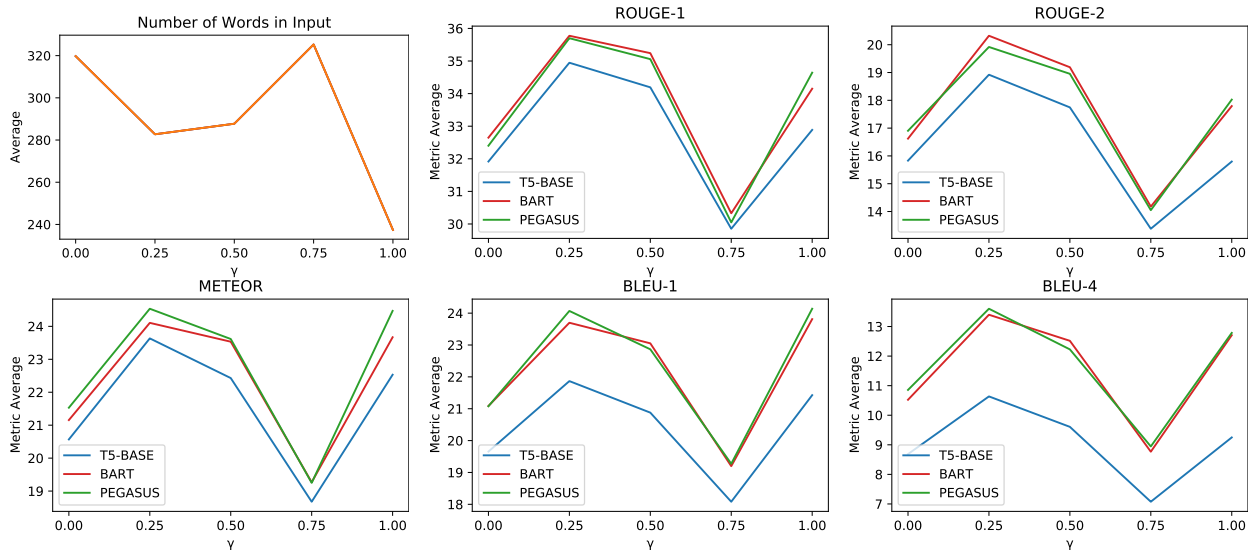 Number of Words in Input
Average
320
300
280
260
240
0.00 0.25 0.50 0.75 1.00
γ
ROUGE-1
Metric Average
36
35
34
33
32
31
30
T5-BASE
BART
PEGASUS
0.00 0.25 0.50 0.75 1.00
γ
ROUGE-2
Metric Average
20
19
18
17
16
15
14
T5-BASE
BART
PEGASUS
0.00 0.25 0.50 0.75 1.00
γ
METEOR
Metric Average
24
23
22
21
20
19
T5-BASE
BART
PEGASUS
0.00 0.25 0.50 0.75 1.00
γ
BLEU-1
Metric Average
24
23
22
21
20
19
18
T5-BASE
BART
PEGASUS
0.00 0.25 0.50 0.75 1.00
γ
BLEU-4
Metric Average
13
12
11
10
9
8
7
T5-BASE
BART
PEGASUS
0.00 0.25 0.50 0.75 1.00
γ